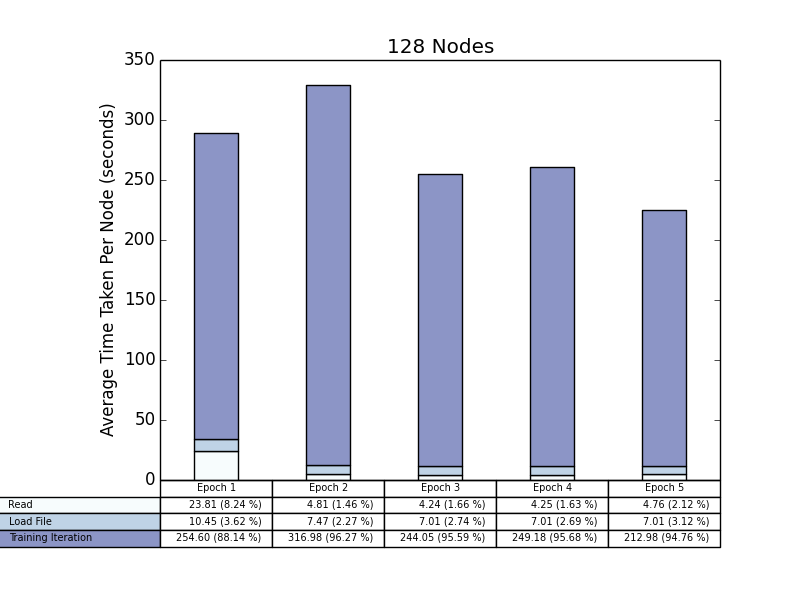 128 Nodes
350
300
250
200
150
100
50
0
Average Time Taken Per Node (seconds)
Epoch 1 Epoch 2 Epoch 3 Epoch 4 Epoch 5
Read 23.81 (8.24 %) 4.81 (1.46 %) 4.24 (1.66 %) 4.25 (1.63 %) 4.76 (2.12 %)
Load File 10.45 (3.62 %) 7.47 (2.27 %) 7.01 (2.74 %) 7.01 (2.69 %) 7.01 (3.12 %)
Training Iteration 254.60 (88.14 %) 316.98 (96.27 %) 244.05 (95.59 %) 249.18 (95.68 %) 212.98 (94.76 %)